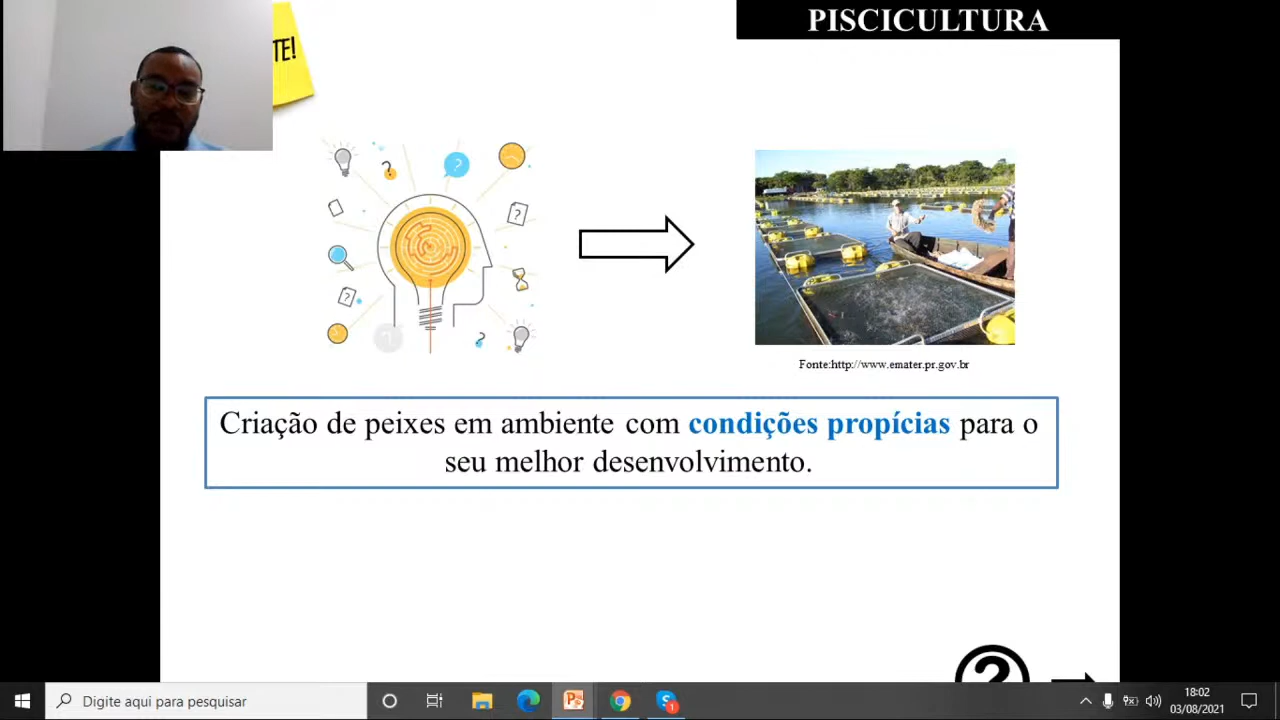 PISCICULTURA
TE!
Fonte:http://www.emater.pr.gov.br
Criação de peixes em ambiente com condições propícias para o
seu melhor desenvolvimento.
Digite aqui para pesquisar
18:02
03/08/2021